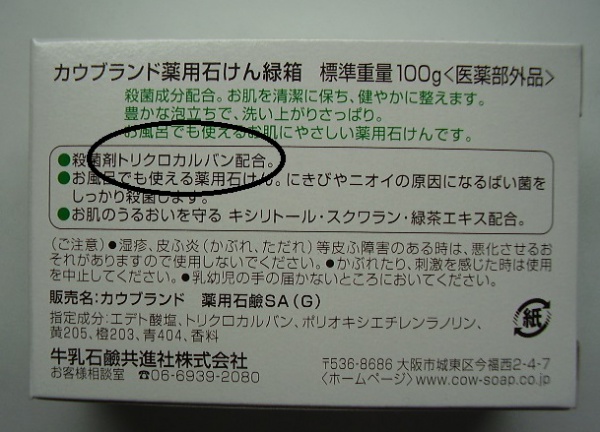 カウブランド薬用石けん緑箱 標準重量100g<医薬部外品>
殺菌成分配合。お肌を清潔に保ち、健やかに整えます。
豊かな泡立ちで、洗い上がりさっぱり。
お風呂でも使えるお肌にやさしい薬用石けんです。
●殺菌剤トリクロカルバン配合。
●お風呂でも使える薬用石けん。にきびやニオイの原因になるばい菌を
しっかり殺菌します。
●お肌のうるおいを守る キシリトール・スクワラン・緑茶エキス配合。
(ご注意)●湿疹、皮ふ炎(かぶれ、ただれ)等皮ふ障害のある時は、悪化させるお
それがありますので使用しないでください。●かぶれたり、刺激を感じた時は使用
を中止してください。●乳幼児の手の届かないところにおいてください。
販売名:カウブランド 薬用石鹸SA(G)
指定成分:エデト酸塩、トリクロカルバン、ポリオキシエチレンラノリン、
黄205、橙203、青404、香料
紙
牛乳石鹸共進社株式会社
お客様相談室 ☎06-6939-2080
〒536-8686 大阪市城東区今福西2-4-7
<ホームページ>www.cow-soap.co.jp